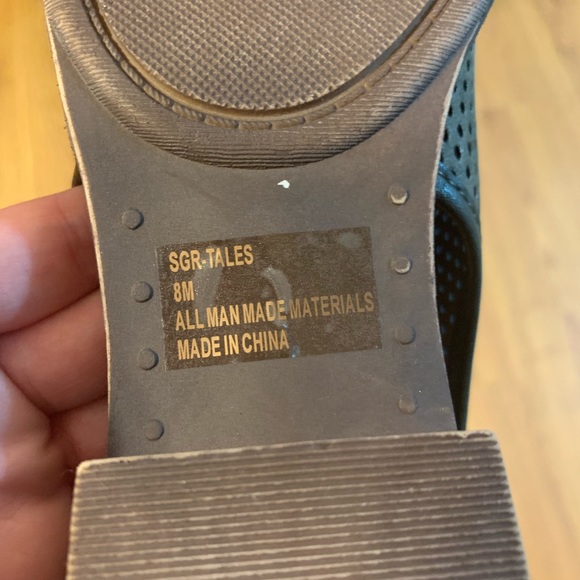 SGR-TALES
8M
ALL MAN MADE MATERIALS
MADE IN CHINA